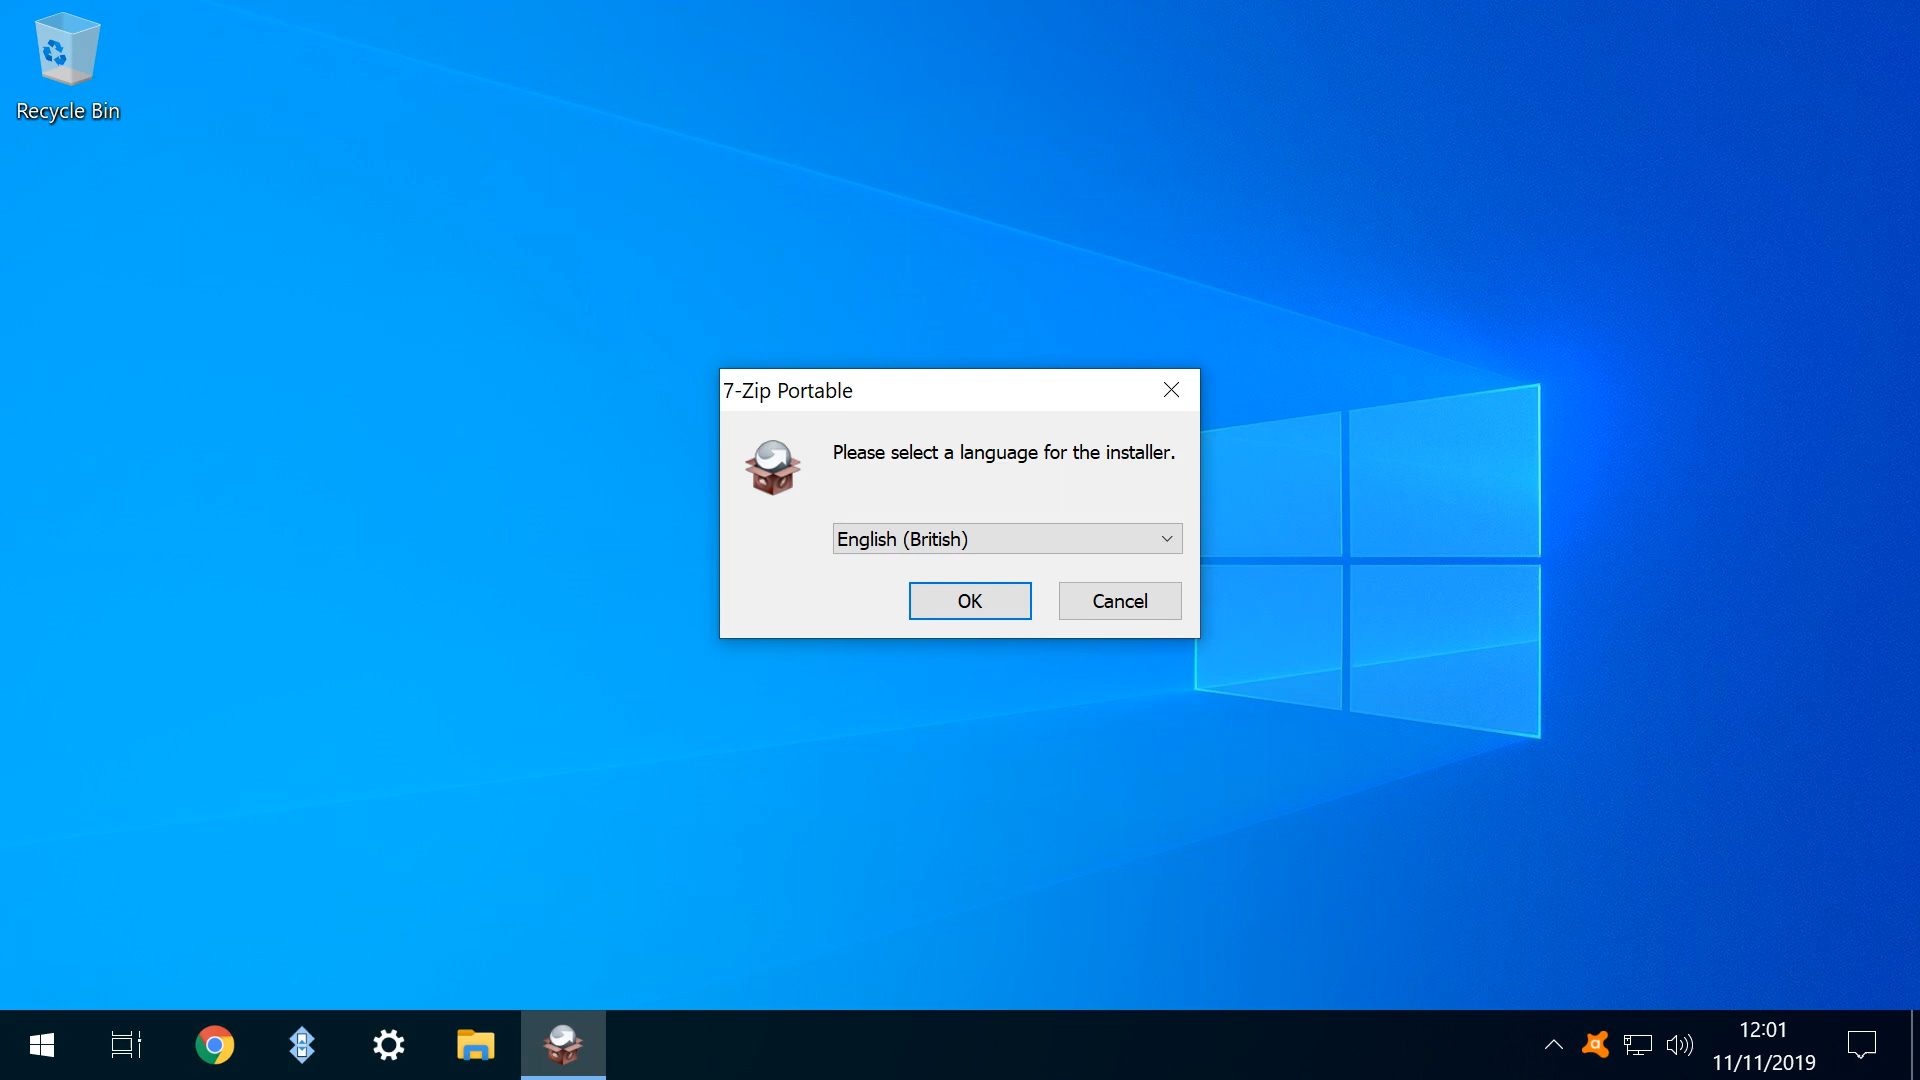 Recycle Bin
7-Zip Portable
Please select a language for the installer.
English (British)
OK
Cancel
12:01
11/11/2019